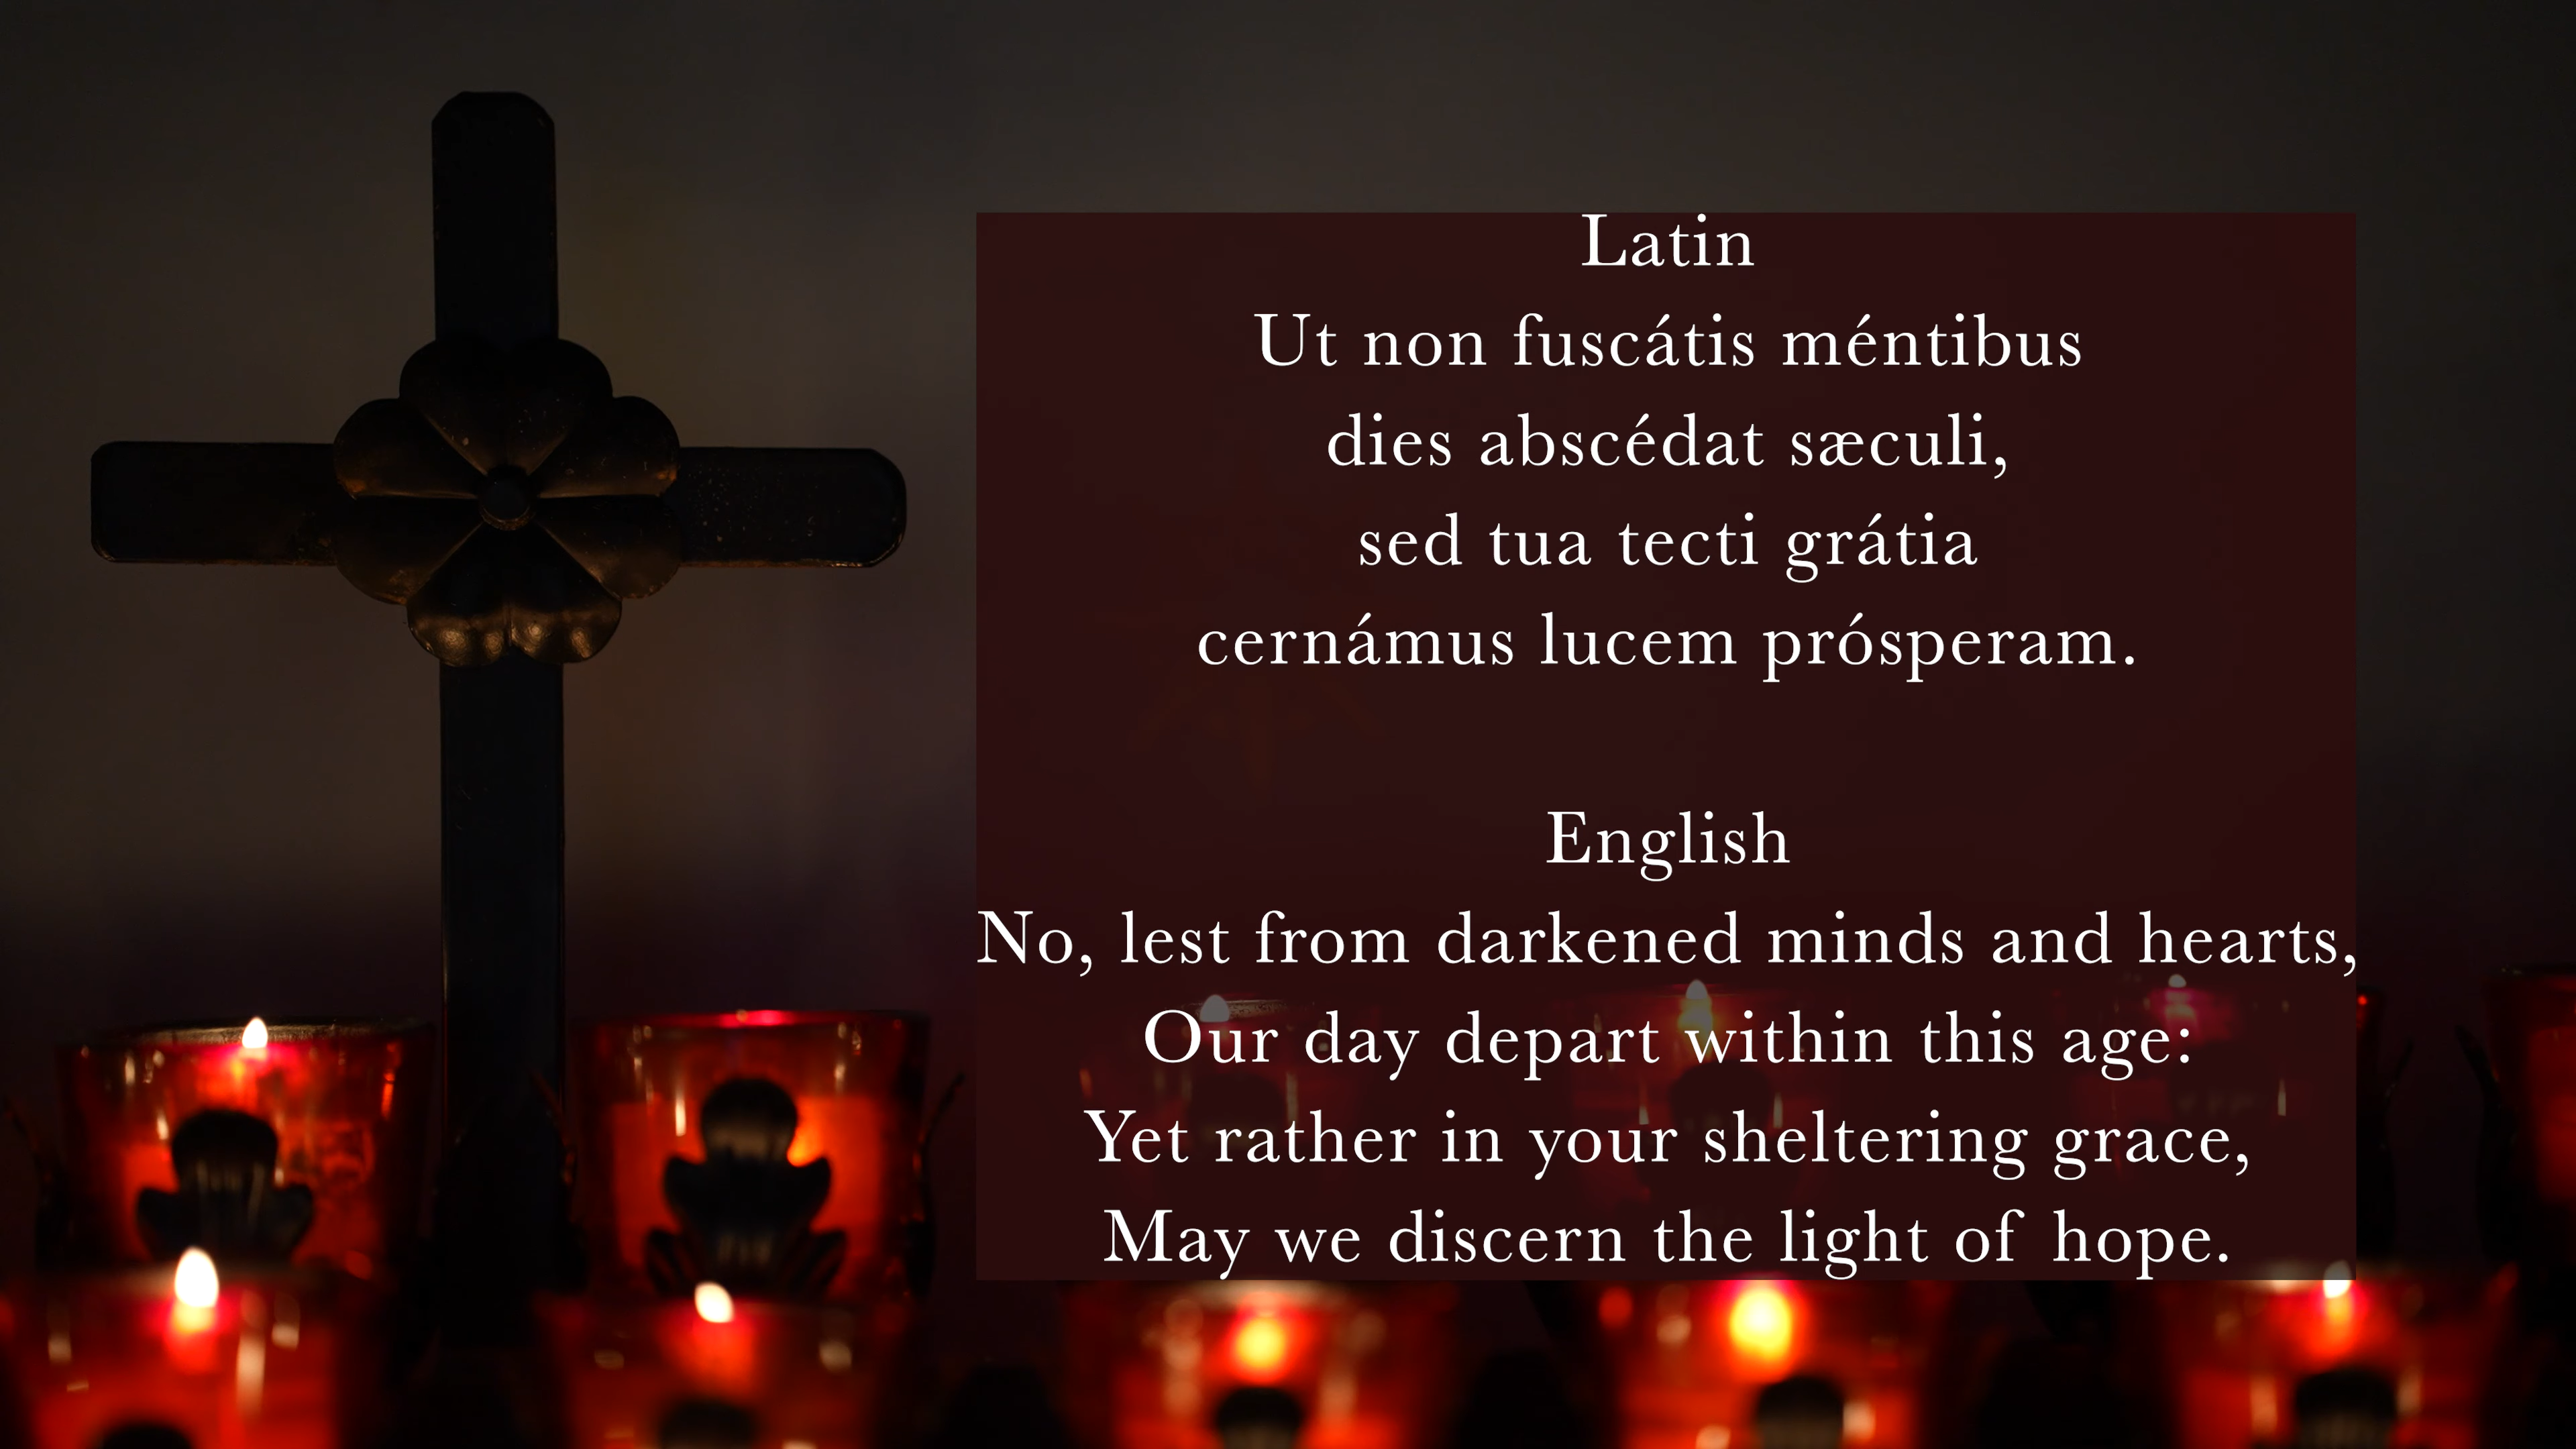 Latin
Ut non fuscátis méntibus
dies abscédat sæculi,
sed tua tecti grátia
cernámus lucem prósperam.
English
No, lest from darkened minds and hearts,
Our day depart within this age:
Yet rather in your sheltering grace,
May we discern the light of hope.